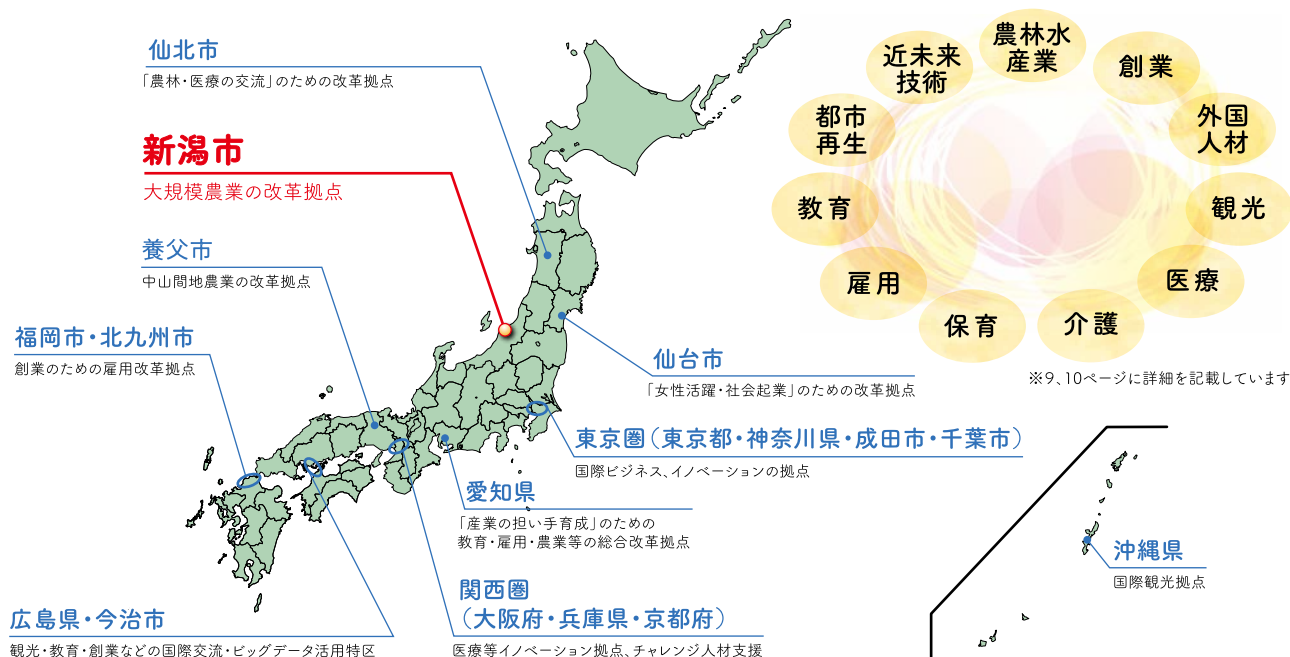 仙北市
「農林・医療の交流」のための改革拠点
新潟市
大規模農業の改革拠点
養父市
中山間地農業の改革拠点
福岡市・北九州市
創業のための雇用改革拠点
仙台市
「女性活躍・社会起業」のための改革拠点
東京圏(東京都・神奈川県・成田市・千葉市)
国際ビジネス、イノベーションの拠点
愛知県
「産業の担い手育成」のための
教育・雇用・農業等の総合改革拠点
関西圏
(大阪府・兵庫県・京都府)
医療等イノベーション拠点、チャレンジ人材支援
広島県・今治市
観光・教育・創業などの国際交流・ビッグデータ活用特区
沖縄県
国際観光拠点
農林水
産業
創業
外国
人材
観光
医療
介護
保育
雇用
教育
都市
再生
近未来
技術
※9、10ページに詳細を記載しています